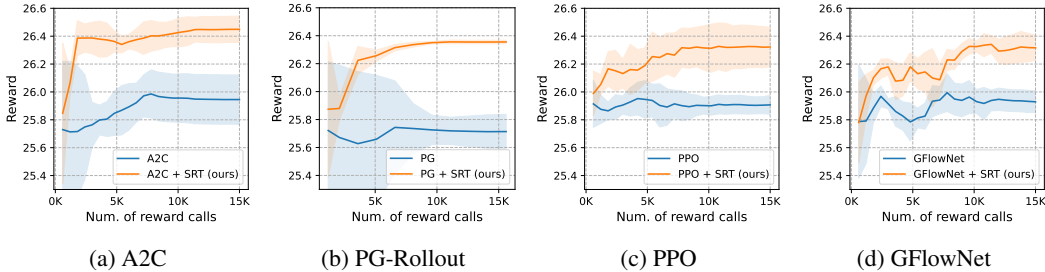 26.6
26.4
26.2
26.0
25.8
25.6
25.4
Reward
0K
5K
10K
15K
Num. of reward calls
A2C
A2C + SRT (ours)
(a) A2C
26.6
26.4
26.2
26.0
25.8
25.6
25.4
Reward
5K
10K
15K
Num. of reward calls
PG
PG + SRT (ours)
(b) PG-Rollout
26.6
26.4
26.2
26.0
25.8
25.6
25.4
Reward
0K
5K
10K
15K
Num. of reward calls
PPO
PPO + SRT (ours)
(c) PPO
26.6
26.4
26.2
26.0
25.8
25.6
25.4
Reward
0K
5K
10K
15K
Num. of reward calls
GFlowNet
GFlowNet + SRT (ours)
(d) GFlowNet